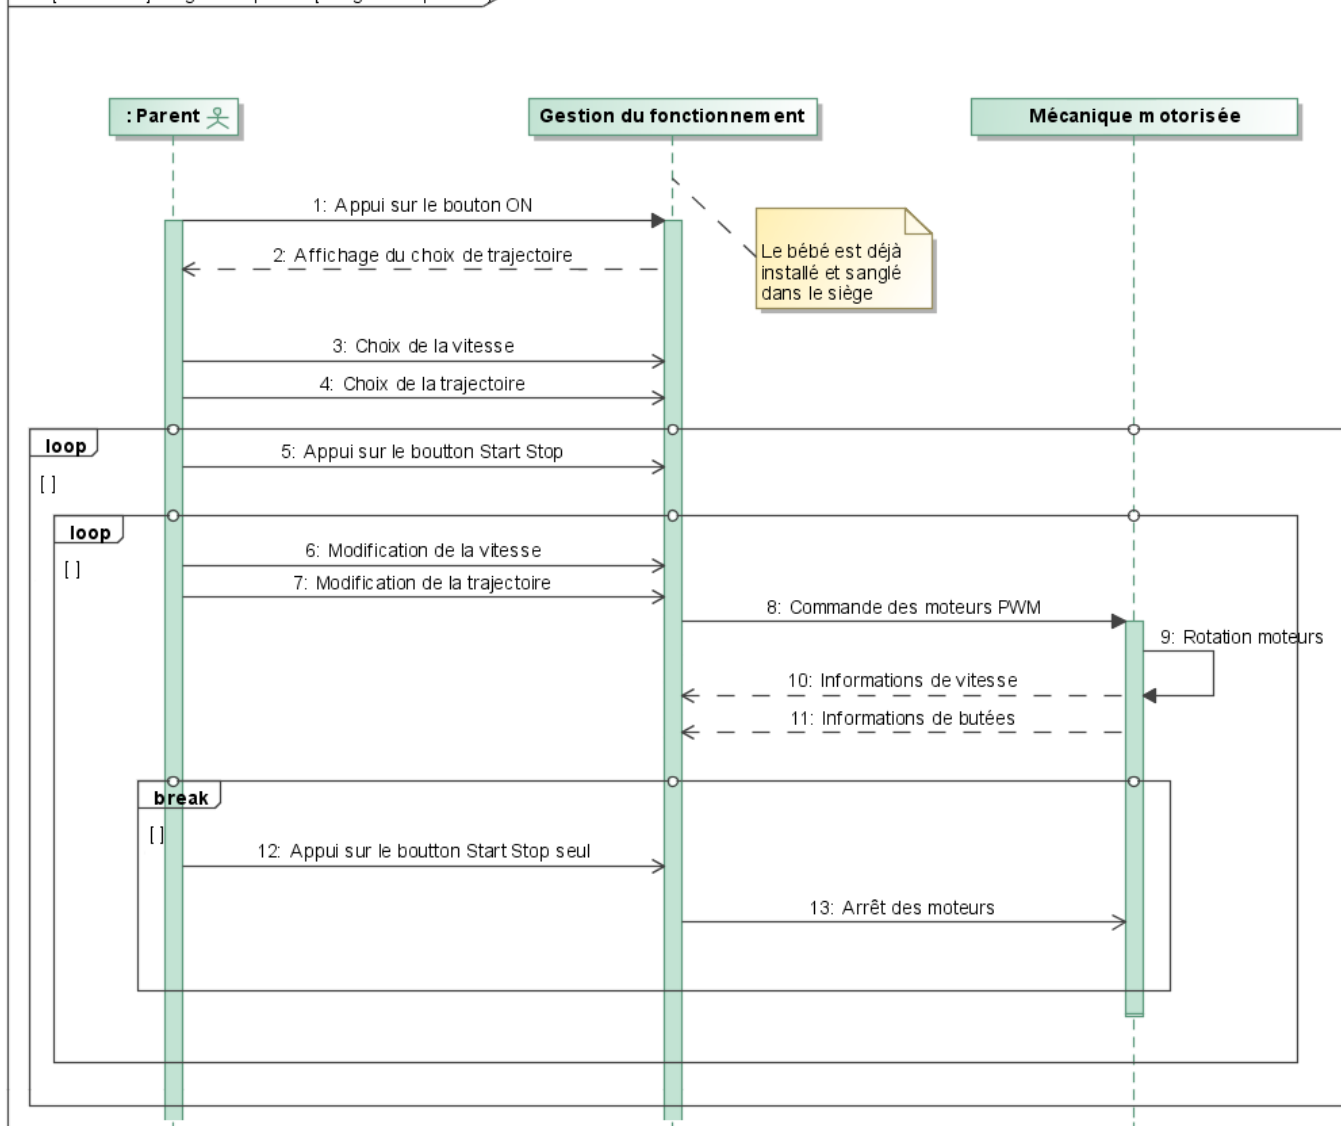 : Parent
Gestion du fonctionnement
Mécanique motorisée
1: Appui sur le bouton ON
2: Affichage du choix de trajectoire
Le bébé est déjà
installé et sanglé
dans le siège
3: Choix de la vitesse
4: Choix de la trajectoire
loop
5: Appui sur le boutton Start Stop
[ ]
loop
6: Modification de la vitesse
[ ]
7: Modification de la trajectoire
8: Commande des moteurs PWM
9: Rotation moteurs
10: Informations de vitesse
11: Informations de butées
break
[ ]
12: Appui sur le boutton Start Stop seul
13: Arrêt des moteurs